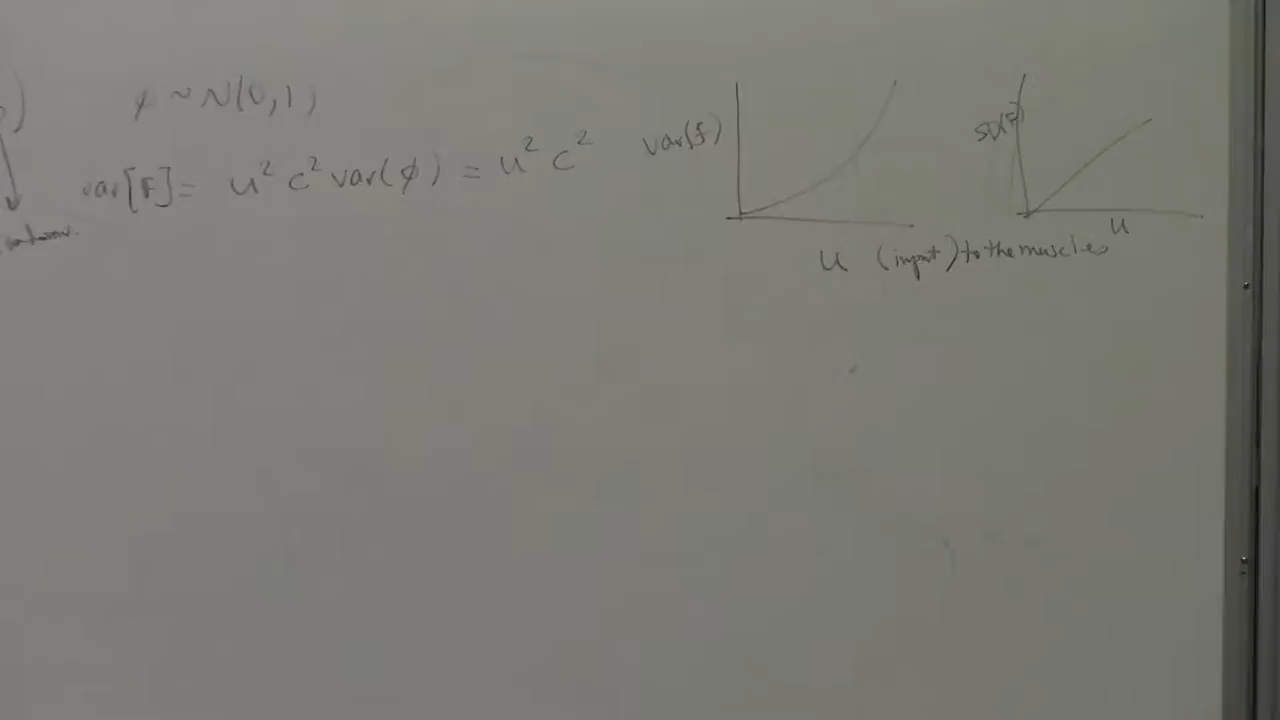 )
φ ~ N(0,1)
var[F] = u² c² var(φ) = u² c²
var(f)
SD(F)
u
u (input) to the muscles